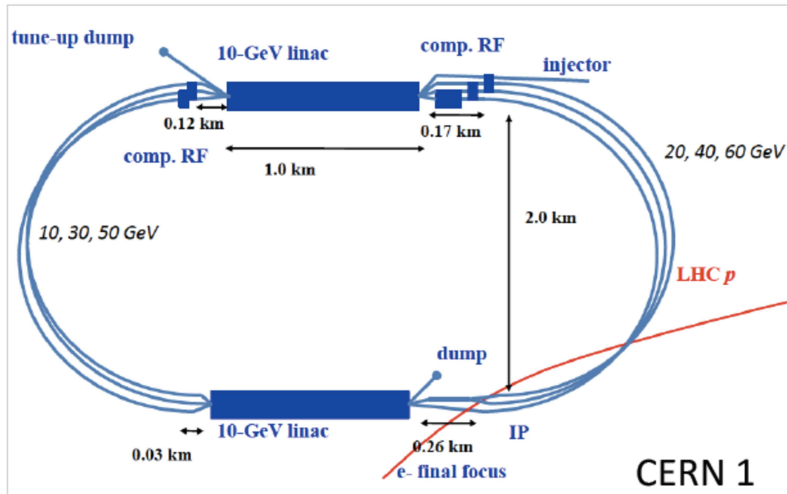 tune-up dump
10-GeV linac
comp. RF
injector
0.12 km
0.17 km
comp. RF
1.0 km
20, 40, 60 GeV
2.0 km
10, 30, 50 GeV
LHC p
dump
10-GeV linac
IP
0.03 km
0.26 km
e- final focus
CERN 1